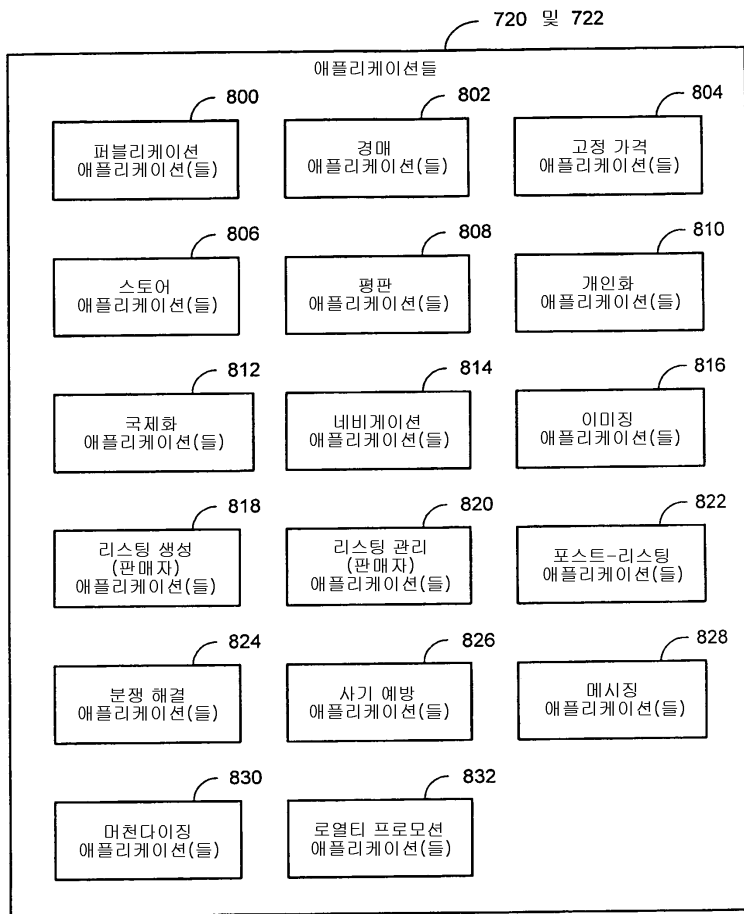 720 및 722
애플리케이션들
800
퍼블리케이션
애플리케이션(들)
802
경매
애플리케이션(들)
804
고정 가격
애플리케이션(들)
806
스토어
애플리케이션(들)
808
평판
애플리케이션(들)
810
개인화
애플리케이션(들)
812
국제화
애플리케이션(들)
814
네비게이션
애플리케이션(들)
816
이미징
애플리케이션(들)
818
리스팅 생성
(판매자)
애플리케이션(들)
820
리스팅 관리
(판매자)
애플리케이션(들)
822
포스트-리스팅
애플리케이션(들)
824
분쟁 해결
애플리케이션(들)
826
사기 예방
애플리케이션(들)
828
메시징
애플리케이션(들)
830
머천다이징
애플리케이션(들)
832
로열티 프로모션
애플리케이션(들)